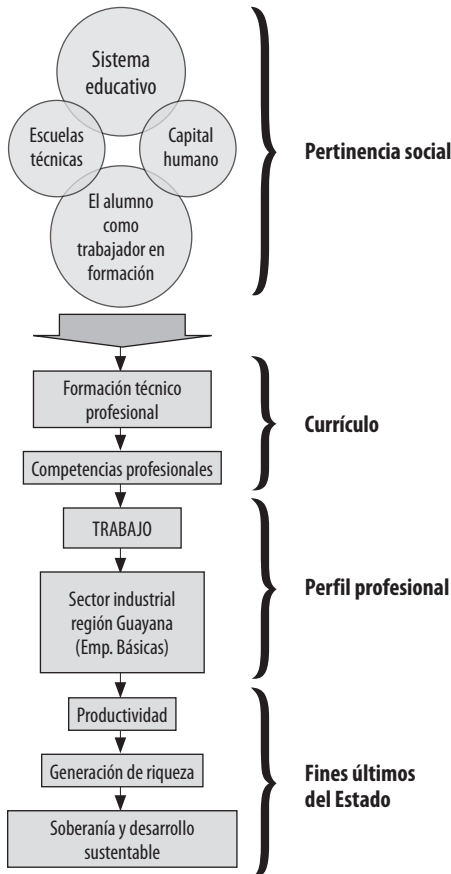 Sistema
educativo
Escuelas
técnicas
Capital
humano
El alumno
como
trabajador en
formación
Pertinencia social
Formación técnico
profesional
Competencias profesionales
Currículo
TRABAJO
Sector industrial
región Guayana
(Emp. Básicas)
Perfil profesional
Productividad
Generación de riqueza
Soberanía y desarrollo
sustentable
Fines últimos
del Estado